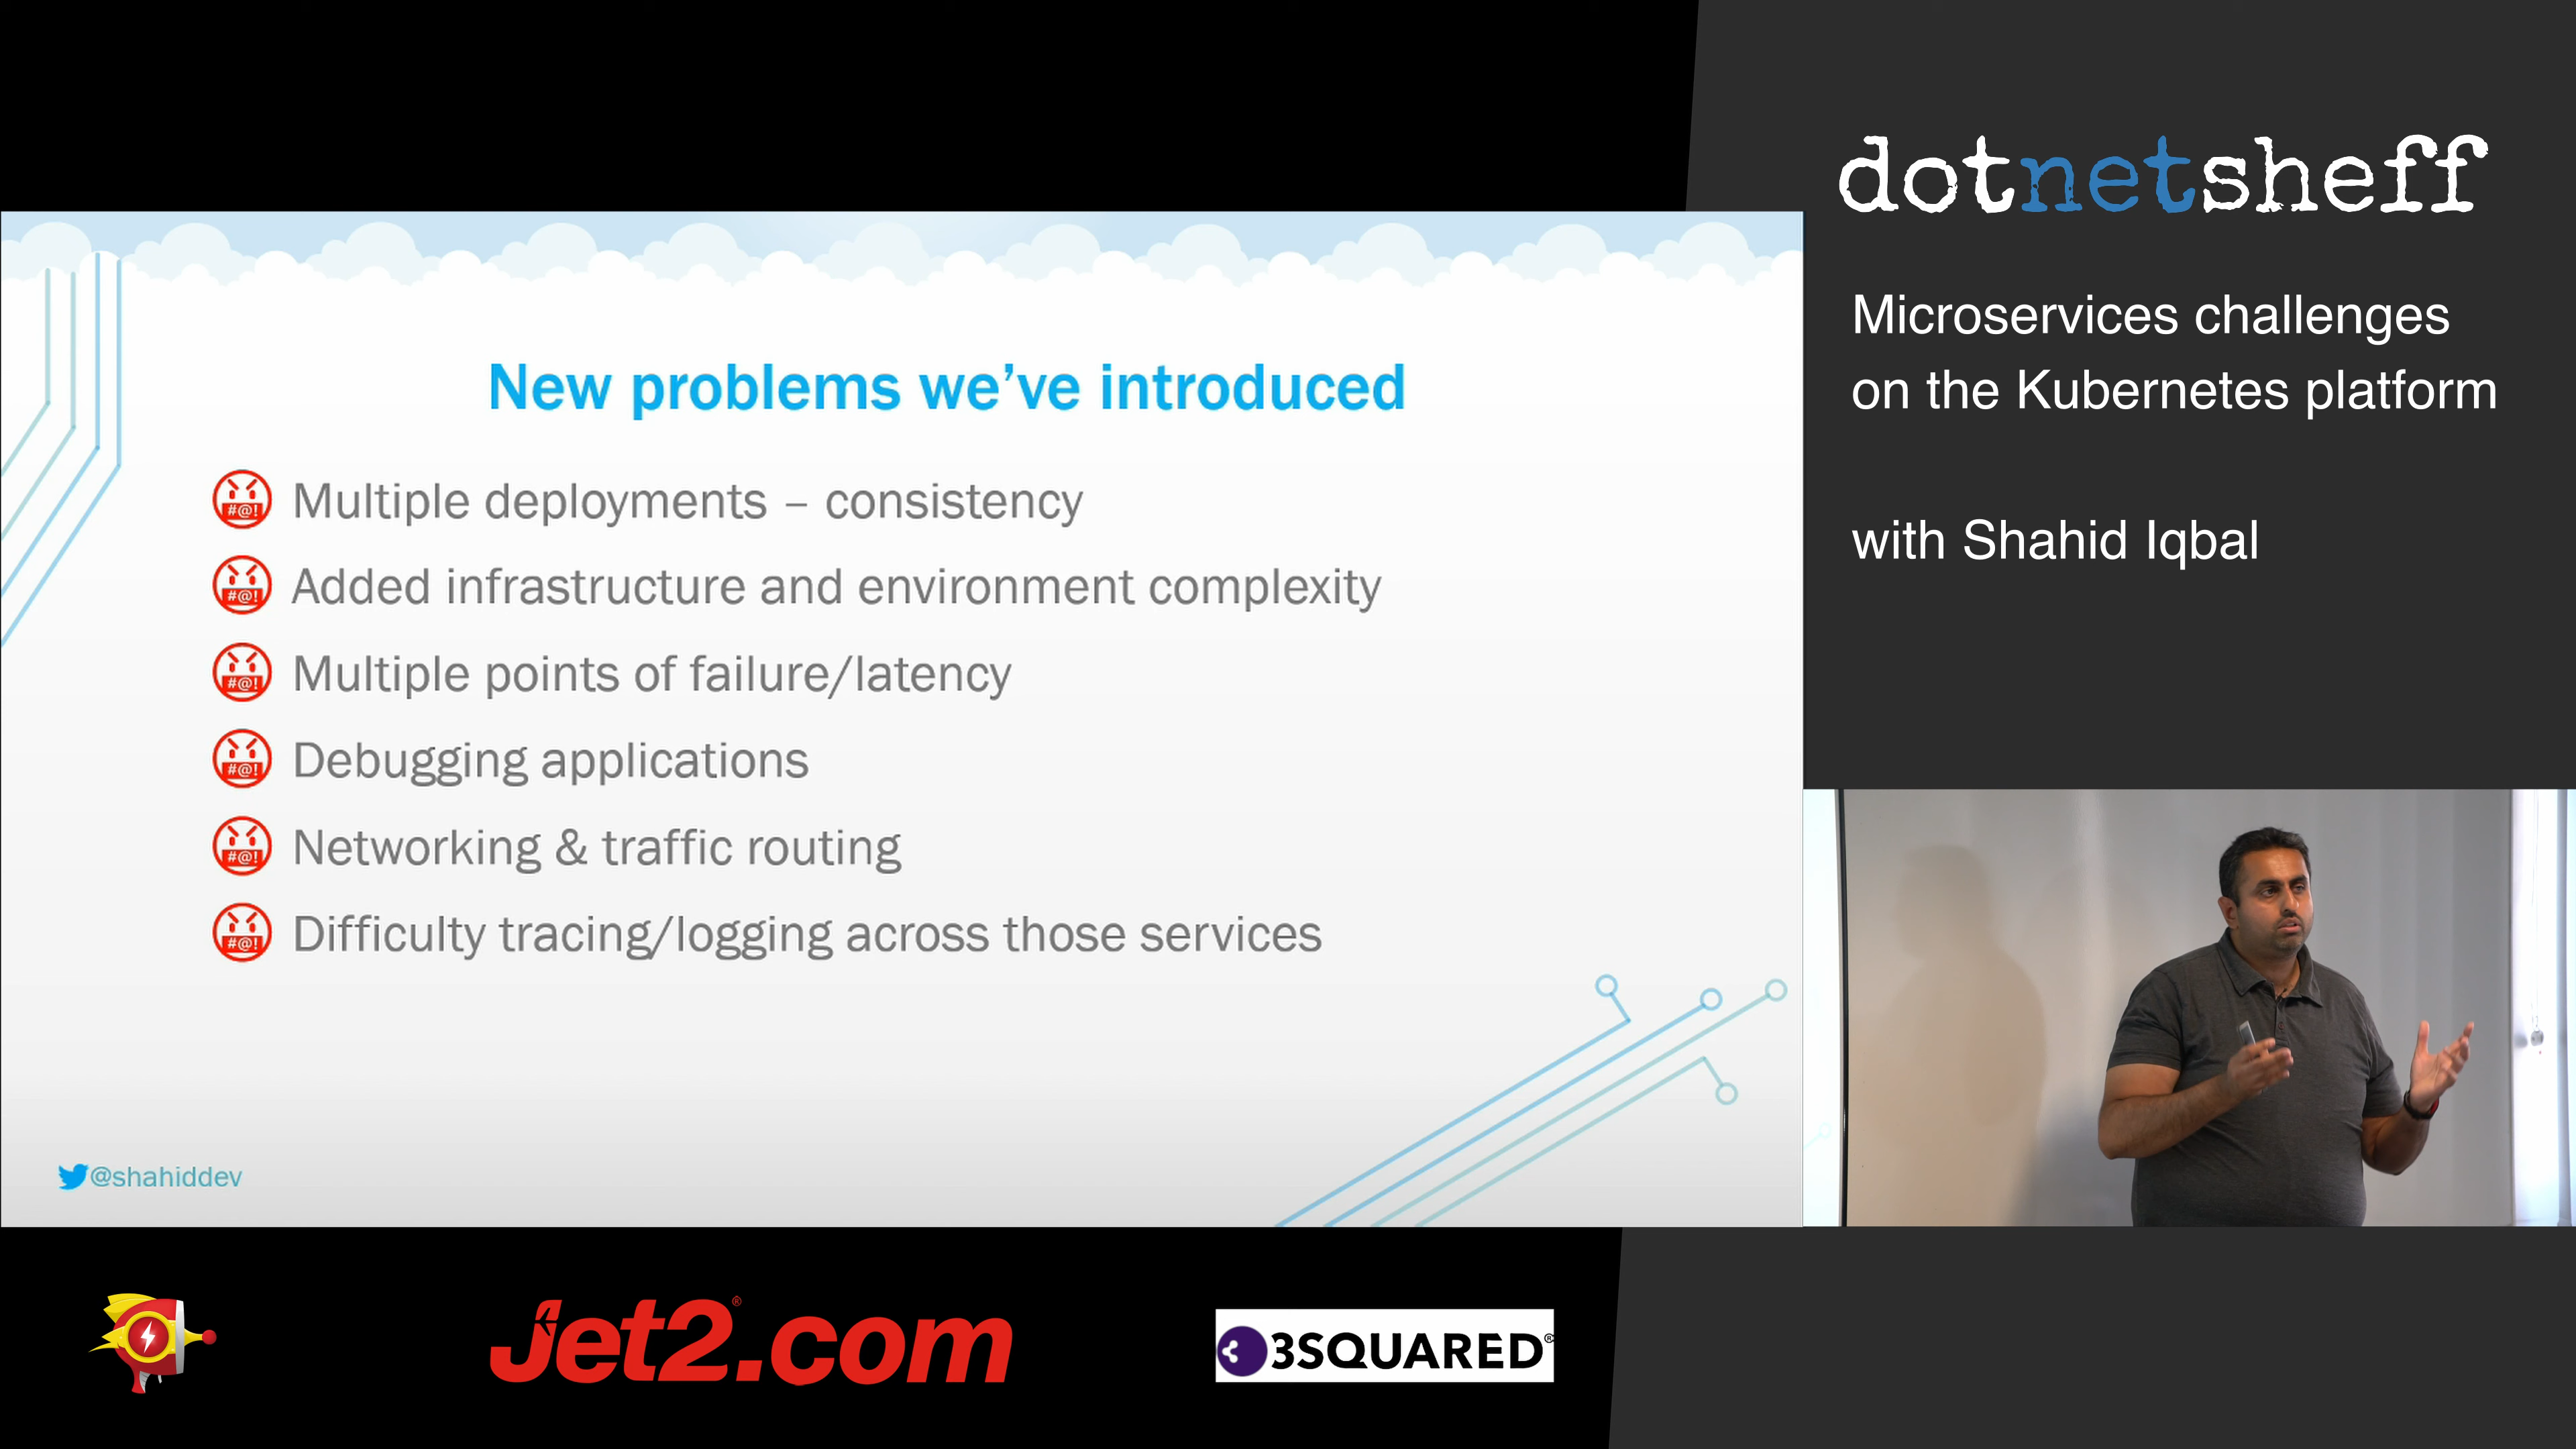 dotnetsheff
Microservices challenges
on the Kubernetes platform
with Shahid Iqbal
New problems we've introduced
#@! Multiple deployments – consistency
#@! Added infrastructure and environment complexity
#@! Multiple points of failure/latency
#@! Debugging applications
#@! Networking & traffic routing
#@! Difficulty tracing/logging across those services
@shahiddev
Jet2.com®
3SQUARED®